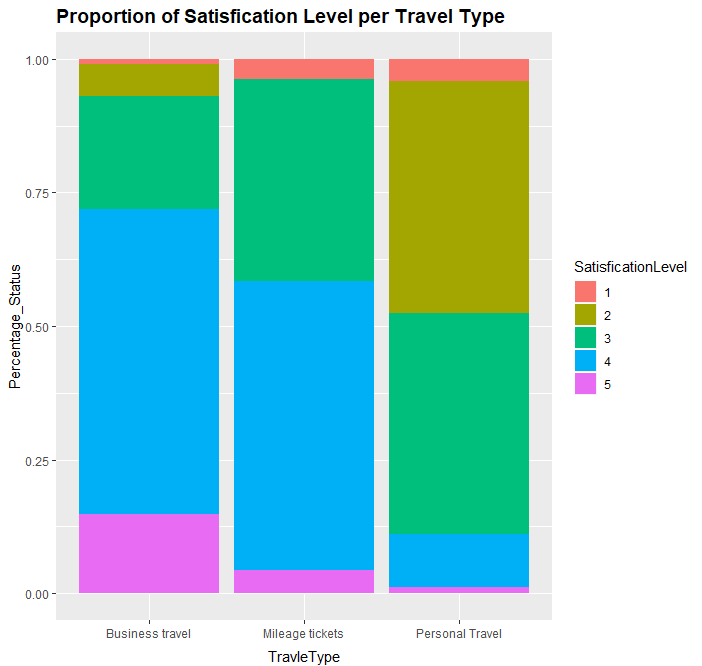 Proportion of Satisfication Level per Travel Type
Percentage_Status
1.00
0.75
0.50
0.25
0.00
Business travel
Mileage tickets
Personal Travel
TravleType
SatisficationLevel
1
2
3
4
5